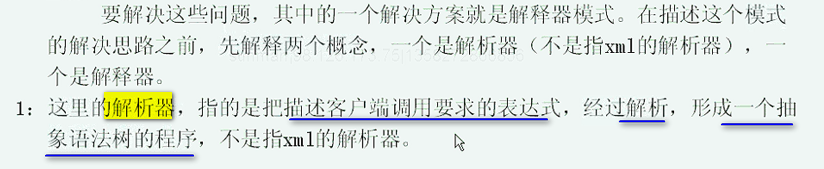 要解决这些问题，其中的一个解决方案就是解释器模式。在描述这个模式
的解决思路之前，先解释两个概念，一个是解析器（不是指xml的解析器），一
个是解释器。
1：这里的解析器，指的是把描述客户端调用要求的表达式，经过解析，形成一个抽
象语法树的程序，不是指xml的解析器。